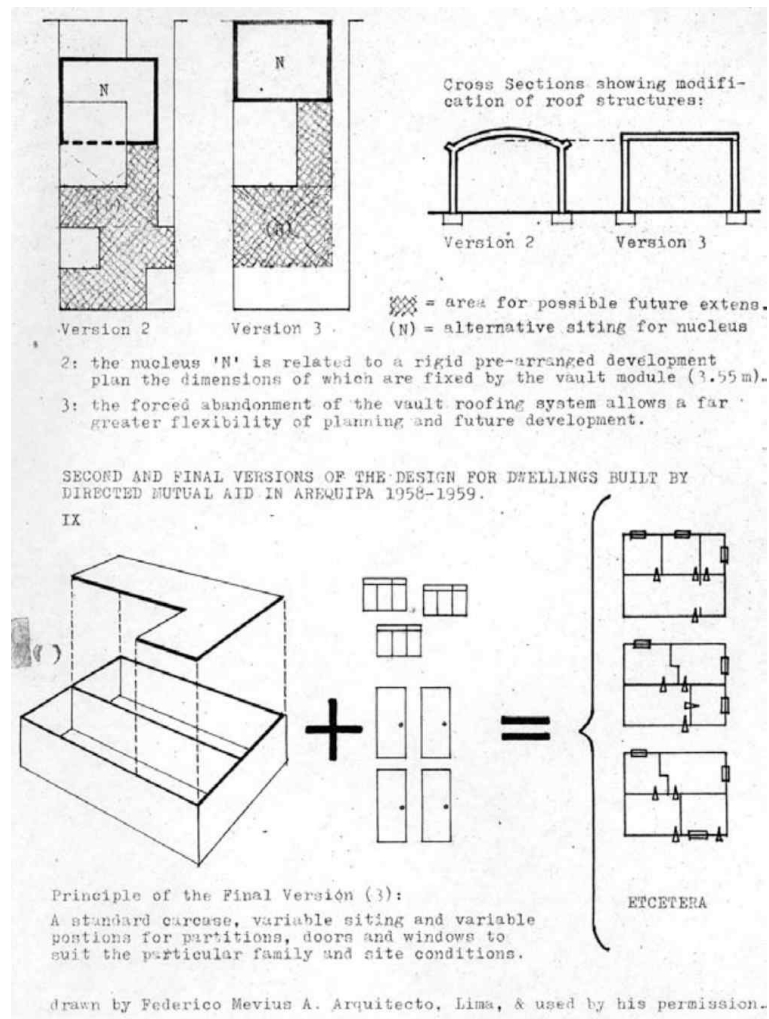 N
N
(N)
(N)
Version 2
Version 3
Cross Sections showing modifi-
cation of roof structures:
Version 2
Version 3
= area for possible future extens.
(N) = alternative siting for nucleus
2: the nucleus 'N' is related to a rigid pre-arranged development
plan the dimensions of which are fixed by the vault module (3.55m).
3: the forced abandonment of the vault roofing system allows a far
greater flexibility of planning and future development.
SECOND AND FINAL VERSIONS OF THE DESIGN FOR DWELLINGS BUILT BY
DIRECTED MUTUAL AID IN AREQUIPA 1958-1959.
IX
+
=
ETCETERA
Principle of the Final Version (3):
A standard carcase, variable siting and variable
postions for partitions, doors and windows to
suit the particular family and site conditions.
drawn by Federico Mevius A. Arquitecto, Lima, & used by his permission.